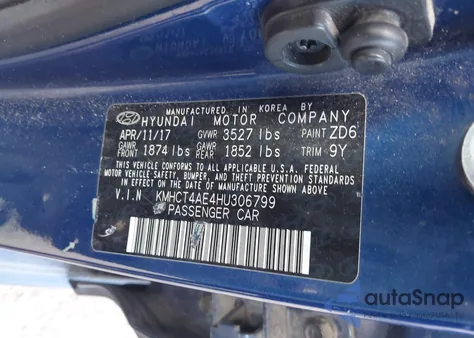 MANUFACTURED IN KOREA BY
HYUNDAI MOTOR COMPANY
APR/11/17 GVWR 3527 lbs PAINT ZD6
GAWR FRONT 1874 lbs GAWR REAR 1852 lbs TRIM 9Y
THIS VEHICLE CONFORMS TO ALL APPLICABLE U.S.A. FEDERAL
MOTOR VEHICLE SAFETY, BUMPER, AND THEFT PREVENTION STANDARDS
IN EFFECT ON THE DATE OF MANUFACTURE SHOWN ABOVE.
V.I.N KMHCT4AE4HU306799
PASSENGER CAR
autoSnap